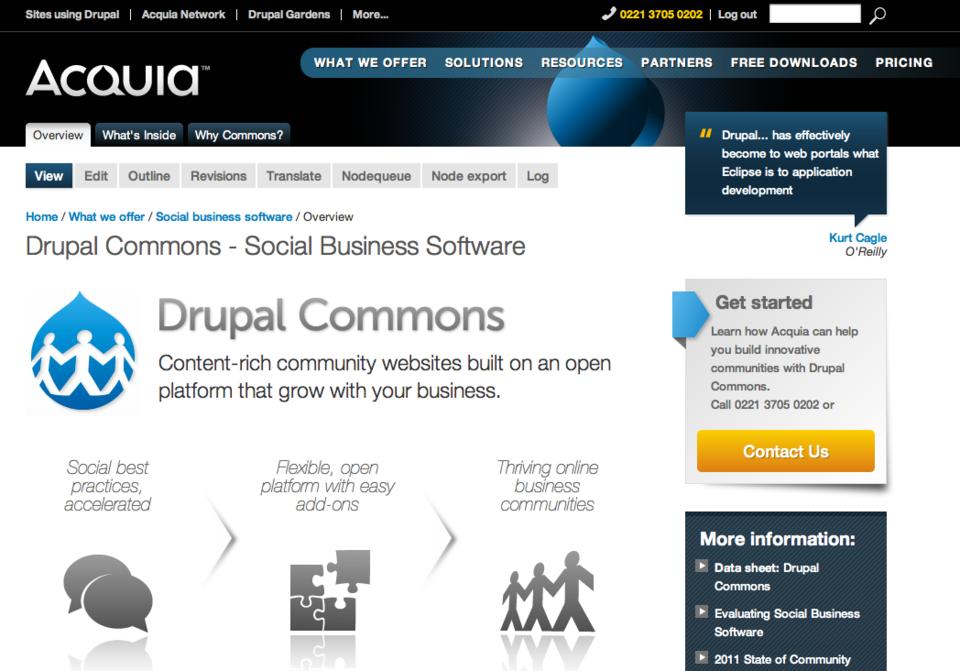 Sites using Drupal | Acquia Network | Drupal Gardens | More... 0221 3705 0202 | Log out
ACQUIA™
WHAT WE OFFER SOLUTIONS RESOURCES PARTNERS FREE DOWNLOADS PRICING
Overview What's Inside Why Commons?
View Edit Outline Revisions Translate Nodequeue Node export Log
Home / What we offer / Social business software / Overview
Drupal Commons - Social Business Software
Drupal Commons
Content-rich community websites built on an open
platform that grow with your business.
Social best
practices,
accelerated
Flexible, open
platform with easy
add-ons
Thriving online
business
communities
" Drupal... has effectively
become to web portals what
Eclipse is to application
development
Kurt Cagle
O'Reilly
Get started
Learn how Acquia can help
you build innovative
communities with Drupal
Commons.
Call 0221 3705 0202 or
Contact Us
More information:
Data sheet: Drupal
Commons
Evaluating Social Business
Software
2011 State of Community